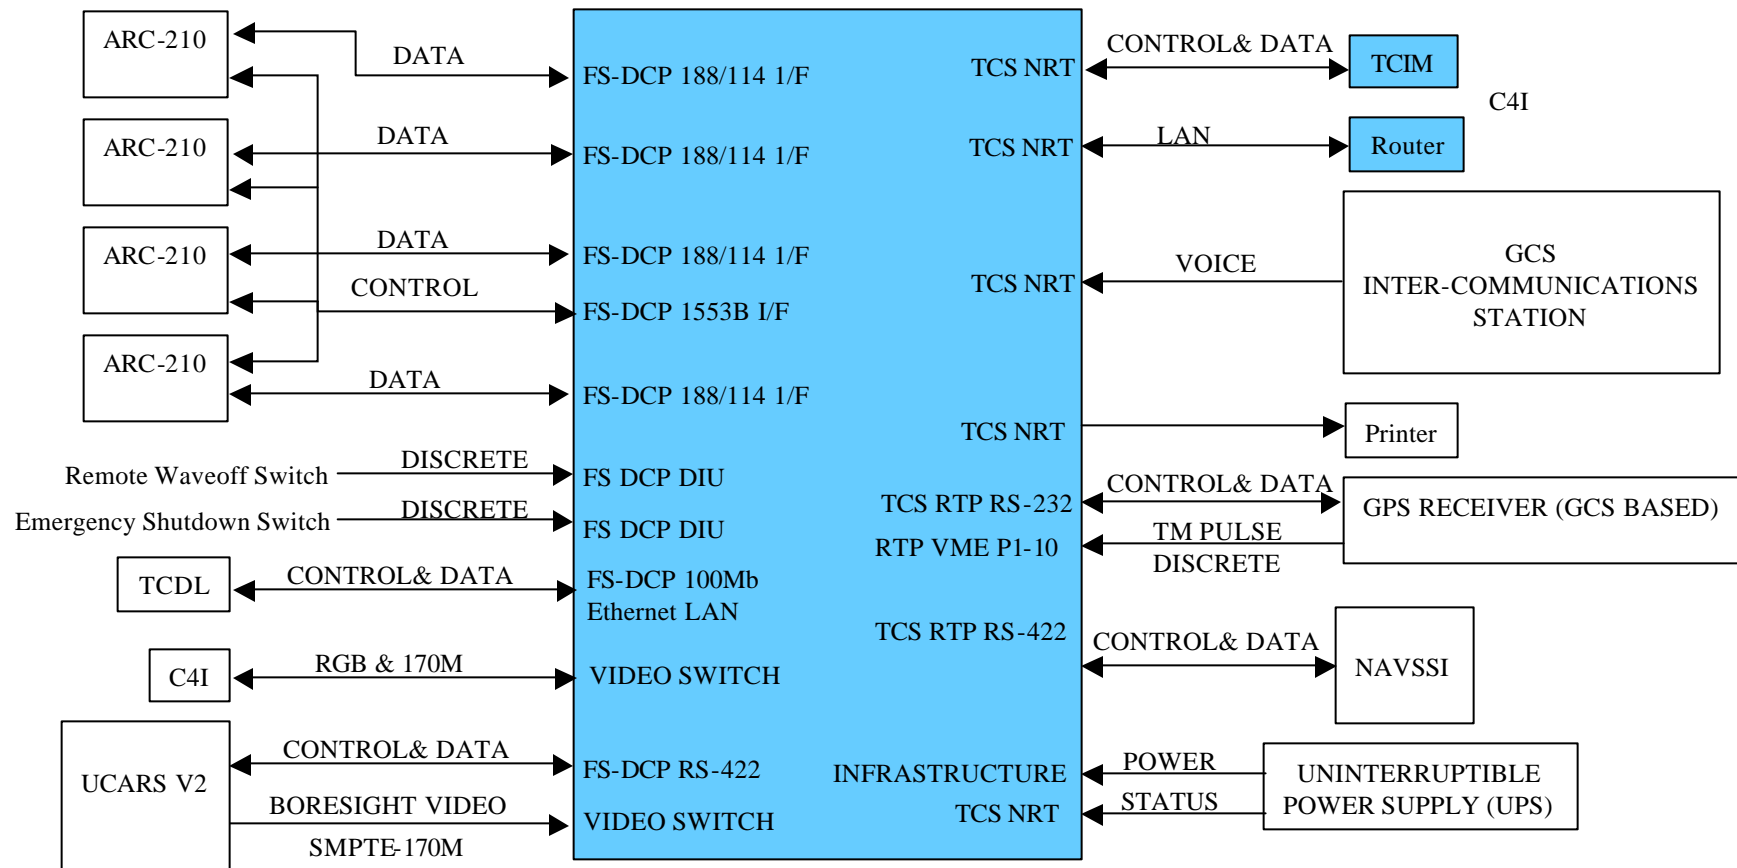 ARC-210
DATA
FS-DCP 188/114 1/F
ARC-210
DATA
FS-DCP 188/114 1/F
ARC-210
DATA
FS-DCP 188/114 1/F
CONTROL
FS-DCP 1553B I/F
ARC-210
DATA
FS-DCP 188/114 1/F
Remote Waveoff Switch
DISCRETE
FS DCP DIU
Emergency Shutdown Switch
DISCRETE
FS DCP DIU
TCDL
CONTROL& DATA
FS-DCP 100Mb
Ethernet LAN
C4I
RGB & 170M
VIDEO SWITCH
UCARS V2
CONTROL& DATA
FS-DCP RS-422
BORESIGHT VIDEO
SMPTE-170M
VIDEO SWITCH
TCS NRT
CONTROL& DATA
TCIM
C4I
TCS NRT
LAN
Router
TCS NRT
VOICE
GCS
INTER-COMMUNICATIONS
STATION
TCS NRT
Printer
TCS RTP RS-232
CONTROL& DATA
GPS RECEIVER (GCS BASED)
RTP VME P1-10
TM PULSE
DISCRETE
TCS RTP RS-422
CONTROL& DATA
NAVSSI
INFRASTRUCTURE
POWER
TCS NRT
STATUS
UNINTERRUPTIBLE
POWER SUPPLY (UPS)